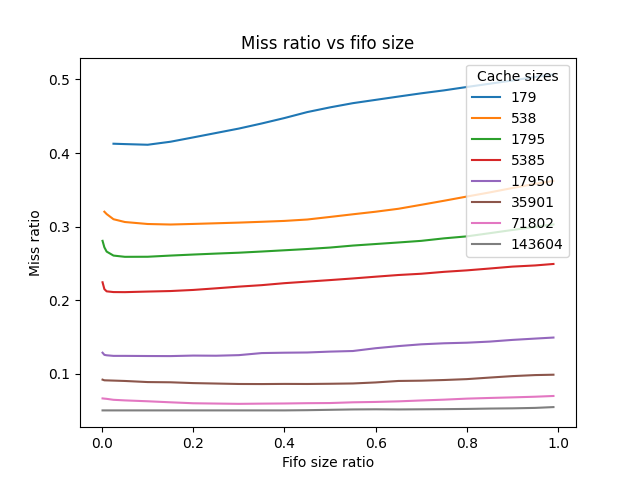 Miss ratio vs fifo size
Cache sizes
179
538
1795
5385
17950
35901
71802
143604
Miss ratio
0.5
0.4
0.3
0.2
0.1
0.0 0.2 0.4 0.6 0.8 1.0
Fifo size ratio